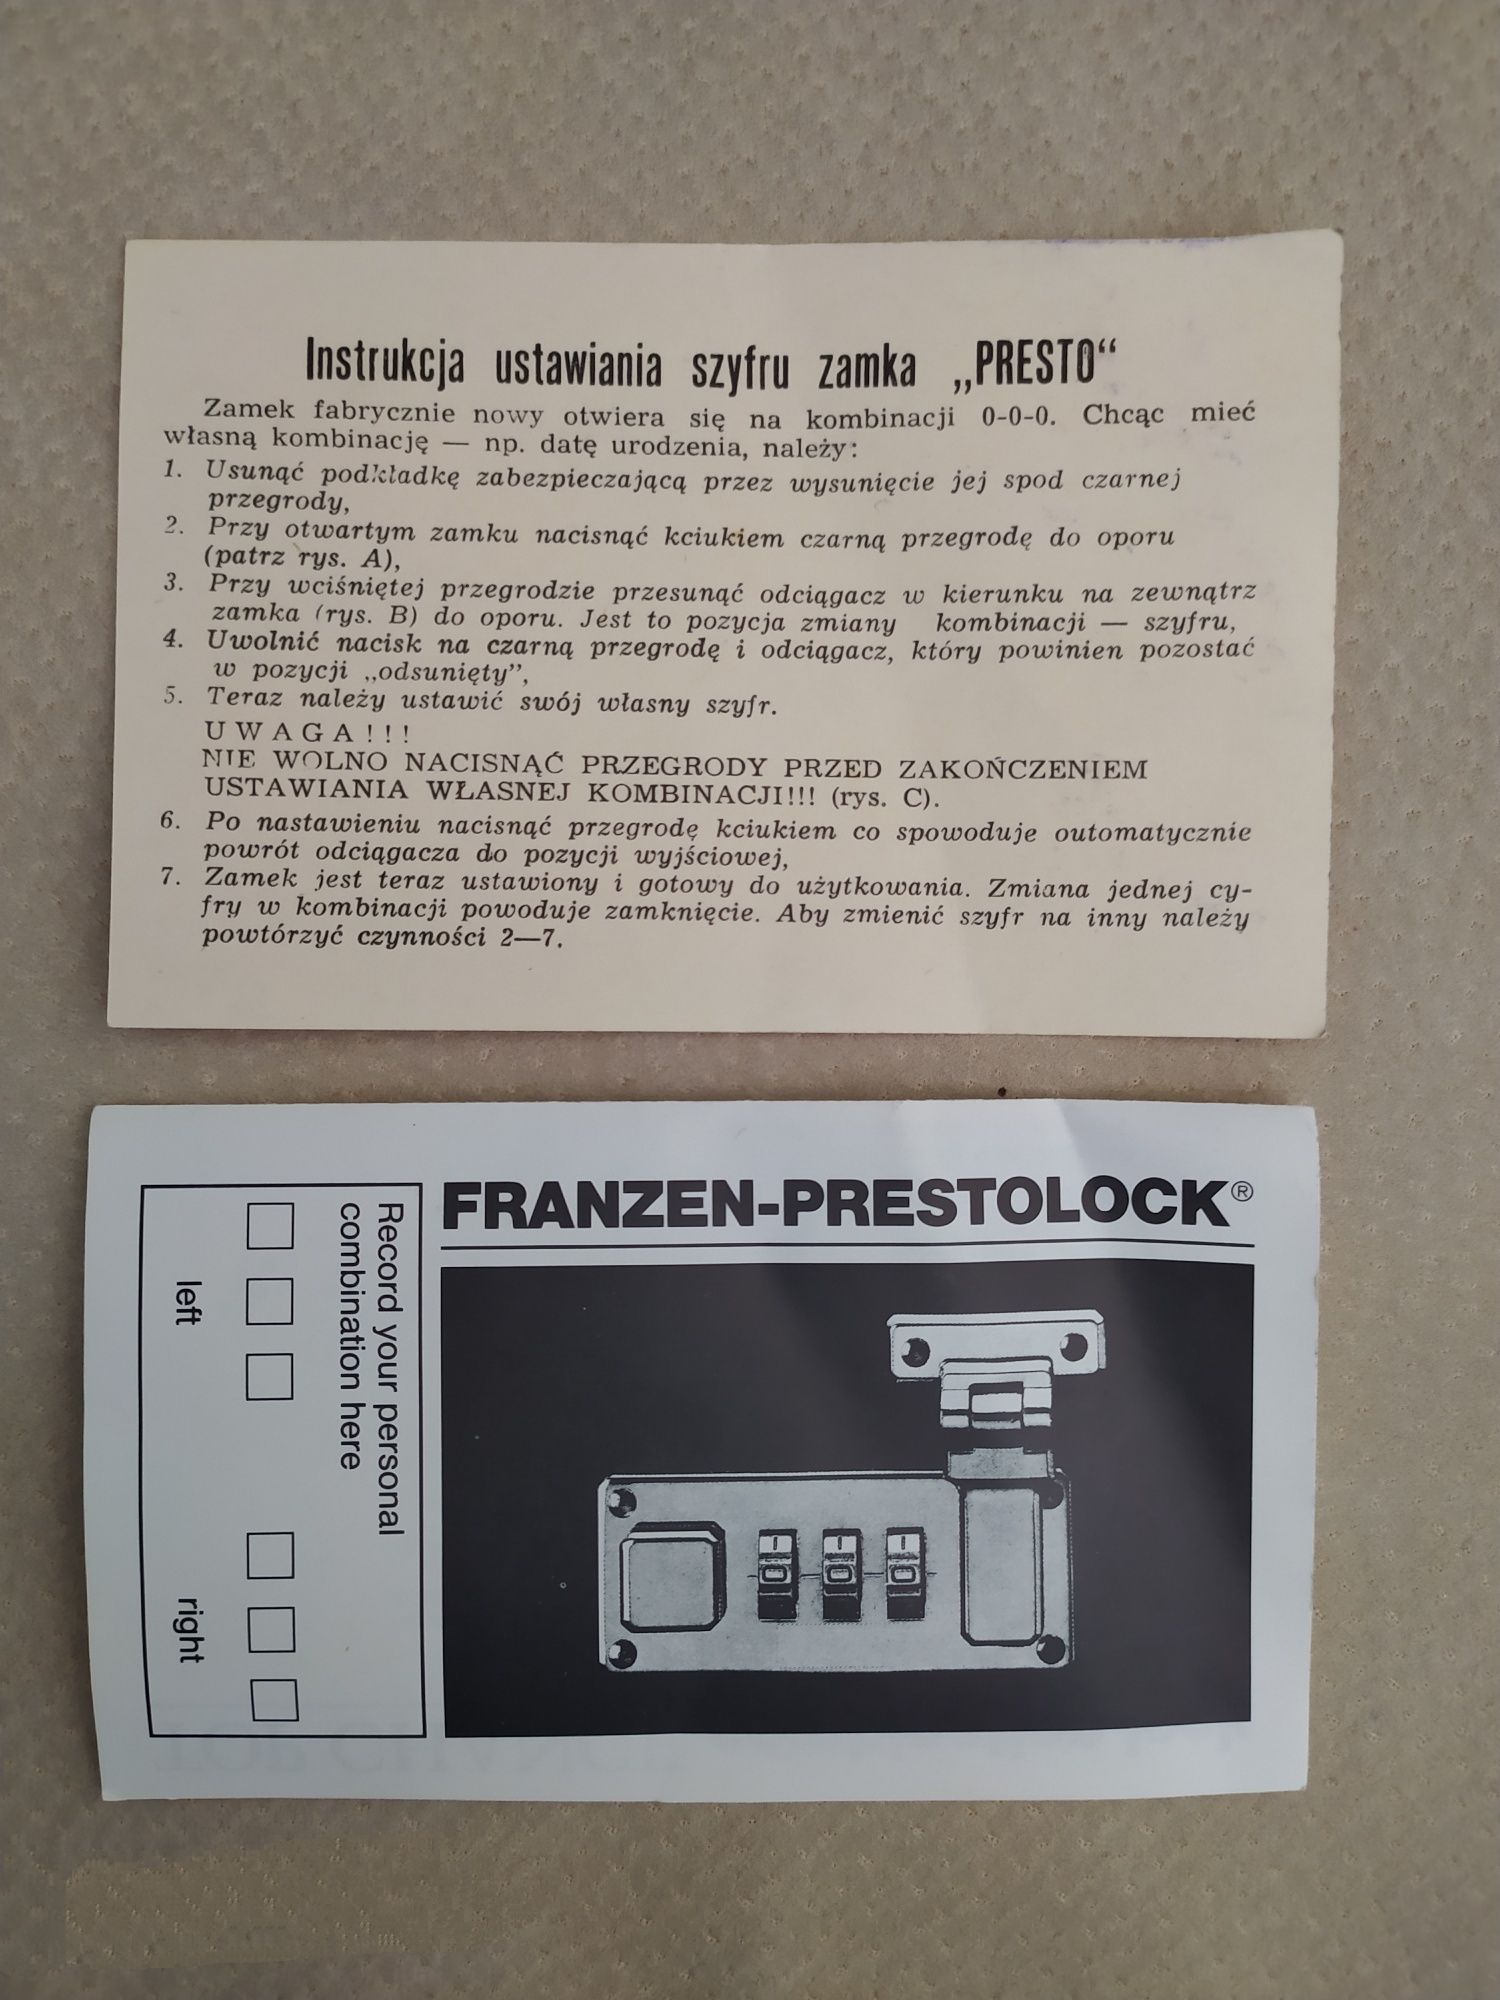 Instrukcja ustawiania szyfru zamka „PRESTO“
Zamek fabrycznie nowy otwiera się na kombinacji 0-0-0. Chcąc mieć
własną kombinację — np. datę urodzenia, należy:
1. Usunąć podkładkę zabezpieczającą przez wysunięcie jej spod czarnej
przegrody,
2. Przy otwartym zamku nacisnąć kciukiem czarną przegrodę do oporu
(patrz rys. A),
3. Przy wciśniętej przegrodzie przesunąć odciągacz w kierunku na zewnątrz
zamka (rys. B) do oporu. Jest to pozycja zmiany kombinacji — szyfru,
4. Uwolnić nacisk na czarną przegrodę i odciągacz, który powinien pozostać
w pozycji „odsunięty”,
5. Teraz należy ustawić swój własny szyfr.
UWAGA!!!
NIE WOLNO NACISNĄĆ PRZEGRODY PRZED ZAKOŃCZENIEM
USTAWIANIA WŁASNEJ KOMBINACJI!!! (rys. C).
6. Po nastawieniu nacisnąć przegrodę kciukiem co spowoduje outomatycznie
powrót odciągacza do pozycji wyjściowej,
7. Zamek jest teraz ustawiony i gotowy do użytkowania. Zmiana jednej cy-
fry w kombinacji powoduje zamknięcie. Aby zmienić szyfr na inny należy
powtórzyć czynności 2—7.
FRANZEN-PRESTOLOCK®
Record your personal
combination here
left
right
1 1 1
0 0 0